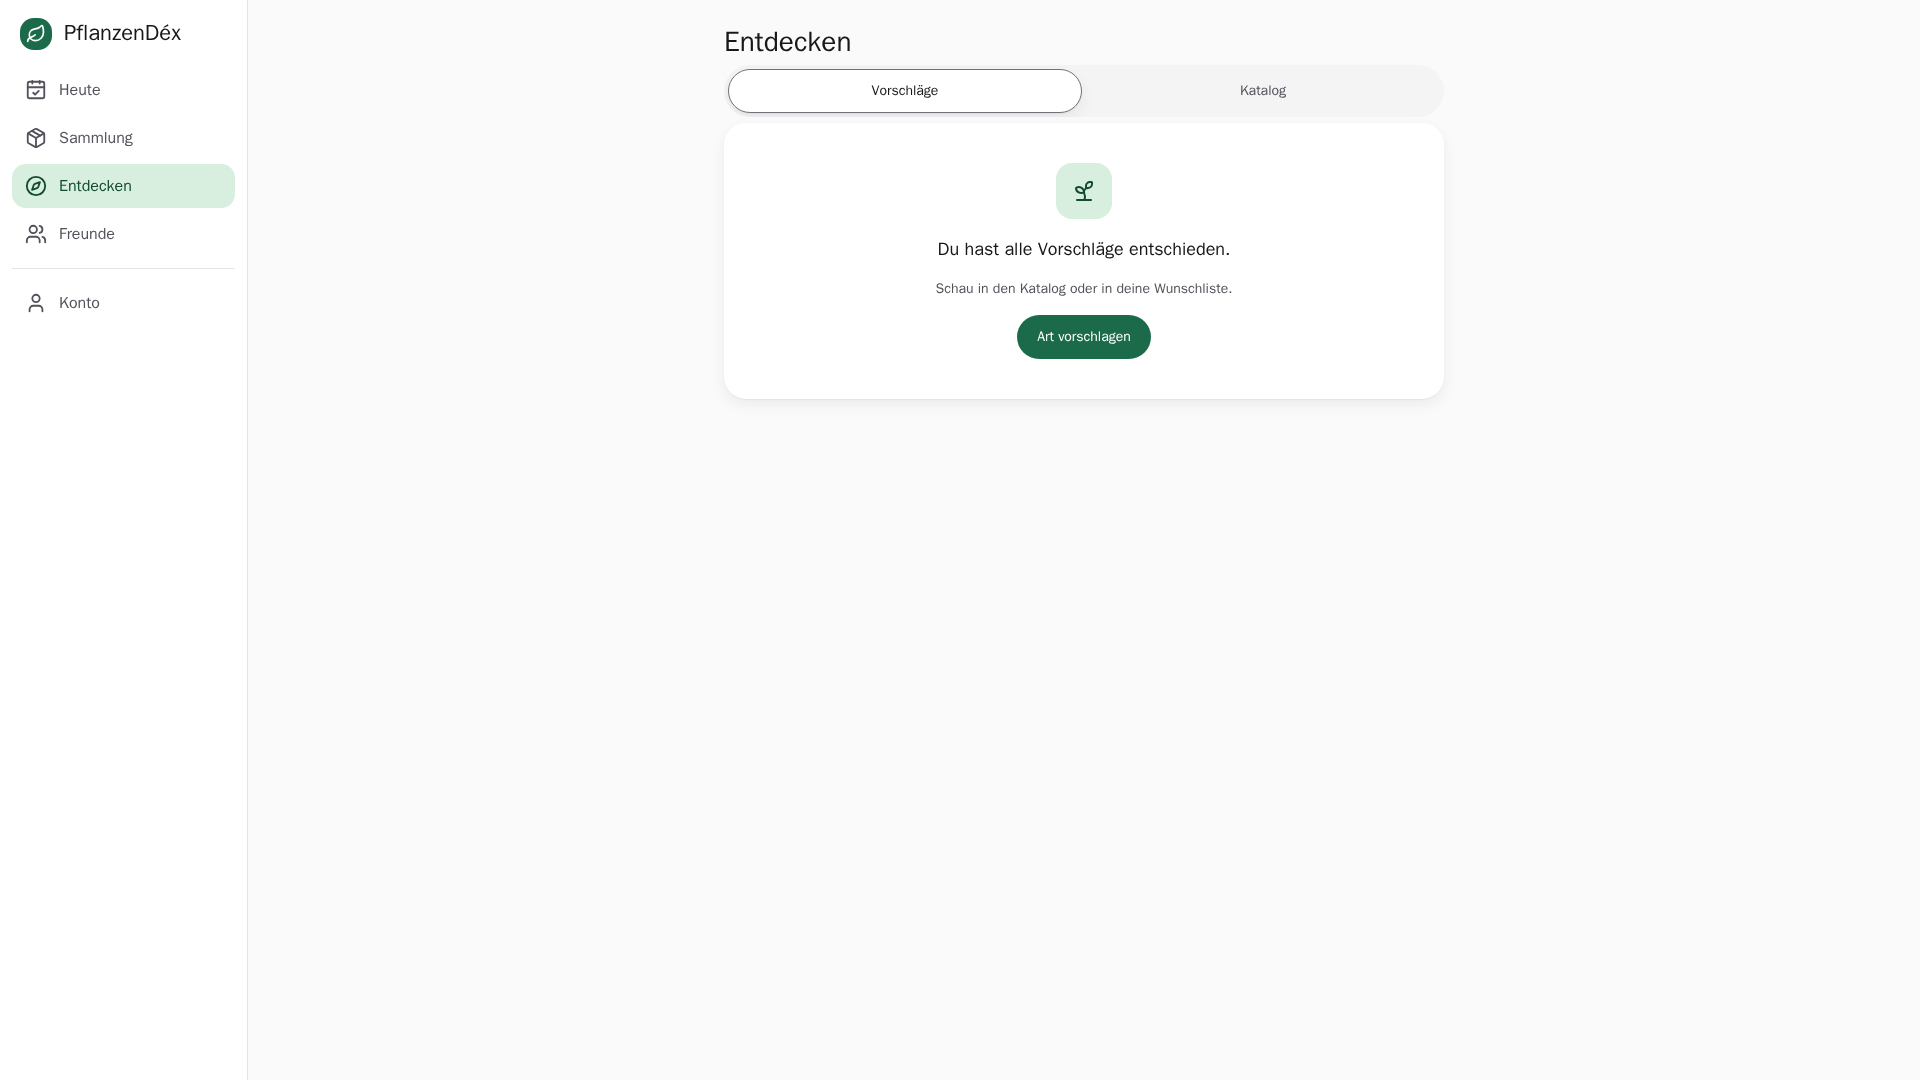 PflanzenDéx
Heute
Sammlung
Entdecken
Freunde
Konto
Entdecken
Vorschläge
Katalog
Du hast alle Vorschläge entschieden.
Schau in den Katalog oder in deine Wunschliste.
Art vorschlagen